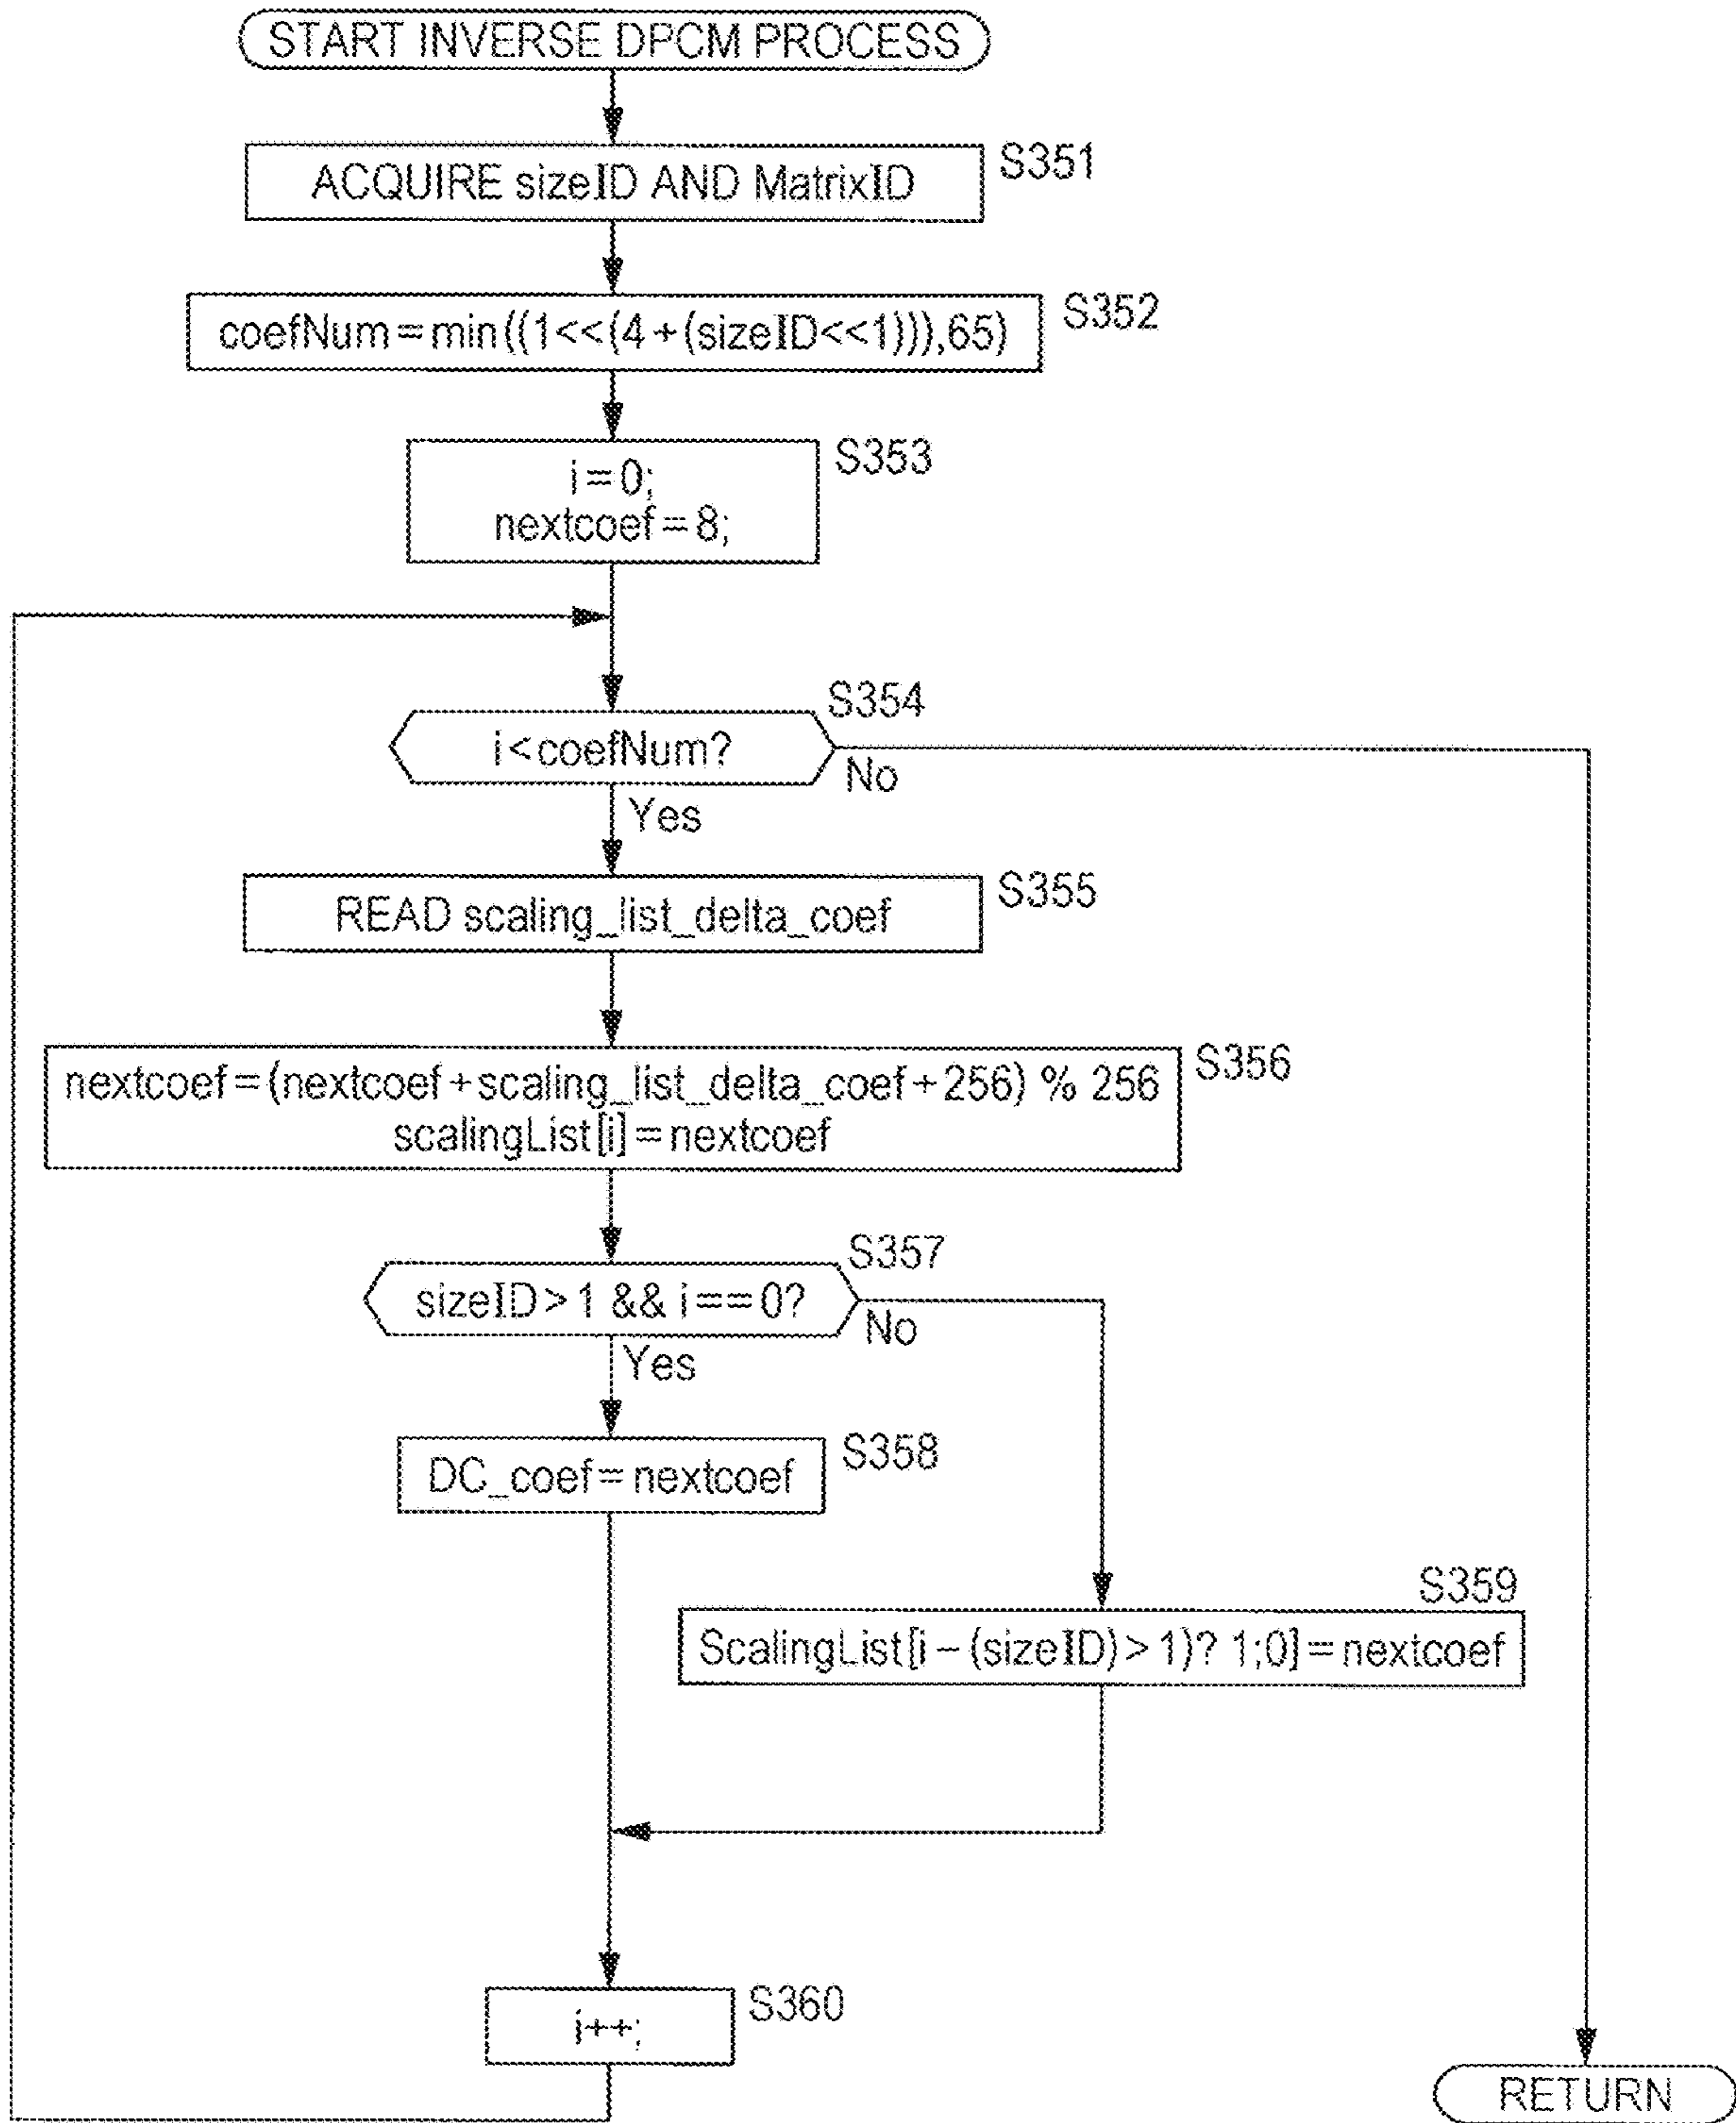 START INVERSE DPCM PROCESS
ACQUIRE sizeID AND MatrixID
S351
coefNum=min((1<<(4+(sizeID<<1))),65)
S352
i=0;
nextcoef=8;
S353
i<coefNum?
S354
No
Yes
READ scaling_list_delta_coef
S355
nextcoef=(nextcoef+scaling_list_delta_coef+256) % 256
scalingList[i]=nextcoef
S356
sizeID>1 && i==0?
S357
No
Yes
DC_coef=nextcoef
S358
S359
ScalingList[i-(sizeID)>1)? 1;0]=nextcoef
i++;
S360
RETURN